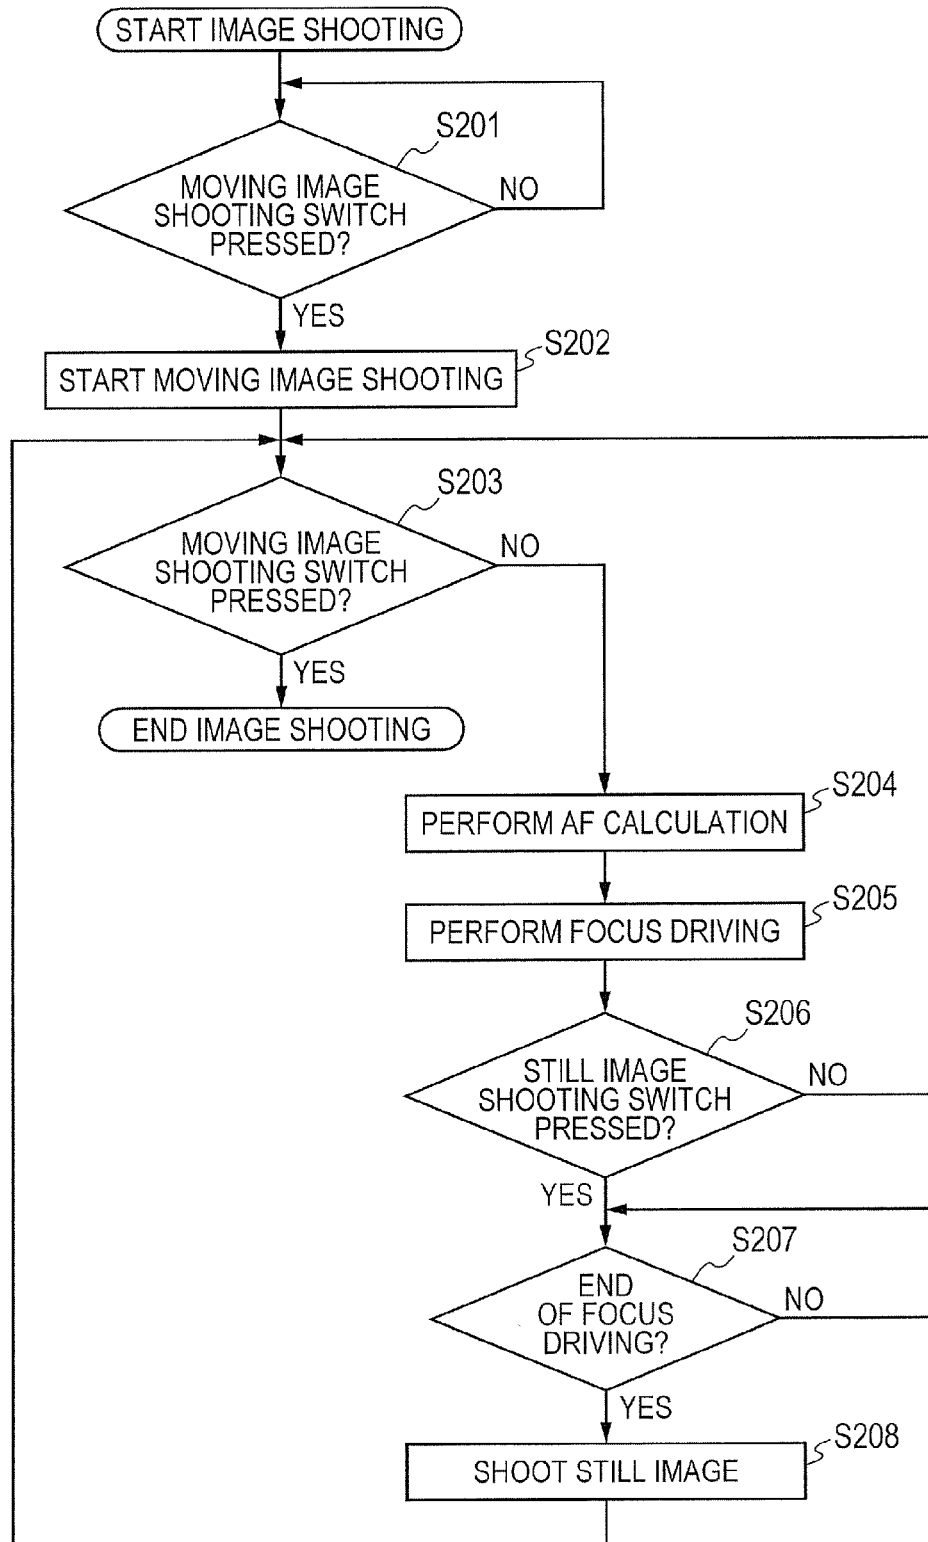 START IMAGE SHOOTING
S201
MOVING IMAGE
SHOOTING SWITCH
PRESSED?
NO
YES
S202
START MOVING IMAGE SHOOTING
S203
MOVING IMAGE
SHOOTING SWITCH
PRESSED?
NO
YES
END IMAGE SHOOTING
S204
PERFORM AF CALCULATION
S205
PERFORM FOCUS DRIVING
S206
STILL IMAGE
SHOOTING SWITCH
PRESSED?
NO
YES
S207
END
OF FOCUS
DRIVING?
NO
YES
S208
SHOOT STILL IMAGE